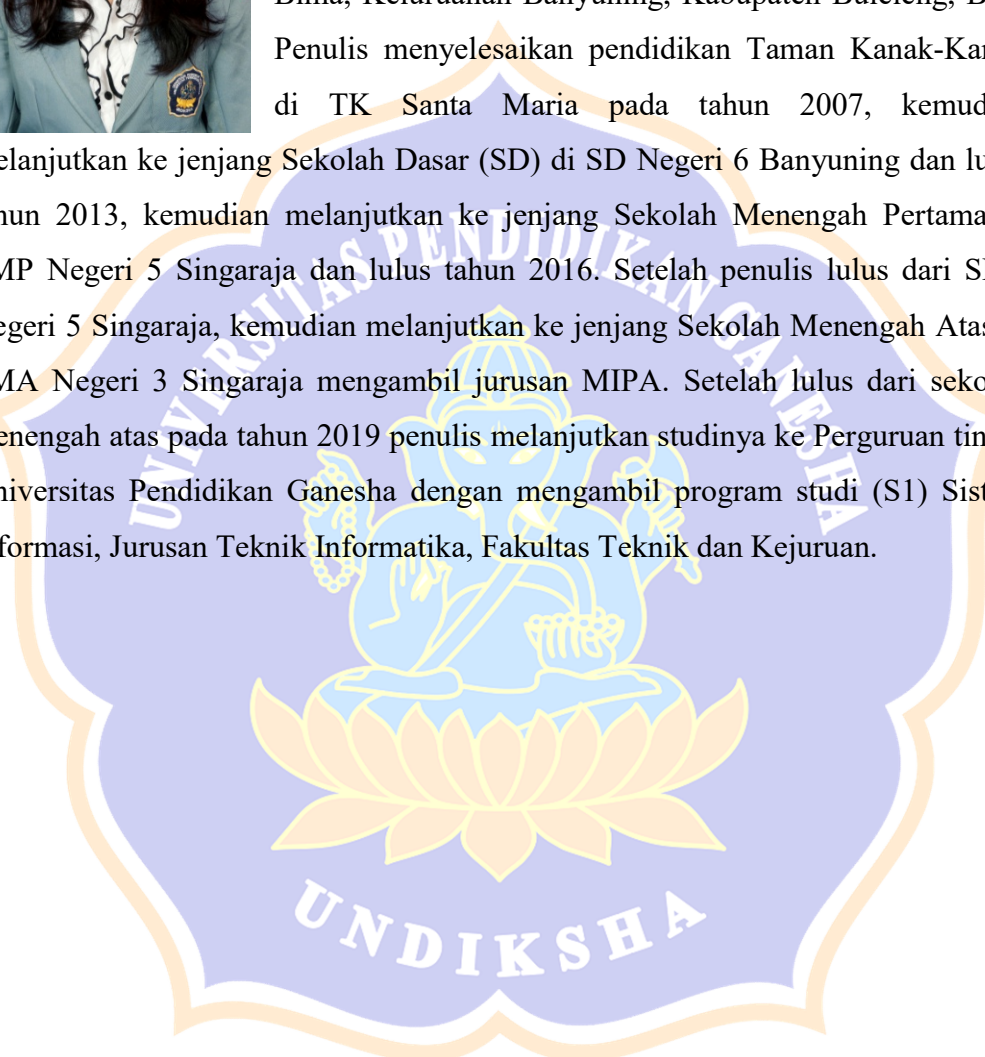 Bima, Kelurahan Banyuning, Kabupaten Buleleng, B
Penulis menyelesaikan pendidikan Taman Kanak-Kan
di TK Santa Maria pada tahun 2007, kemud
elanjutkan ke jenjang Sekolah Dasar (SD) di SD Negeri 6 Banyuning dan lu
hun 2013, kemudian melanjutkan ke jenjang Sekolah Menengah Pertama
MP Negeri 5 Singaraja dan lulus tahun 2016. Setelah penulis lulus dari SM
egeri 5 Singaraja, kemudian melanjutkan ke jenjang Sekolah Menengah Atas
MA Negeri 3 Singaraja mengambil jurusan MIPA. Setelah lulus dari seko
enengah atas pada tahun 2019 penulis melanjutkan studinya ke Perguruan tin
niversitas Pendidikan Ganesha dengan mengambil program studi (S1) Sist
formasi, Jurusan Teknik Informatika, Fakultas Teknik dan Kejuruan.
UNIVERSITAS PENDIDIKAN GANESHA
UNDIKSHA